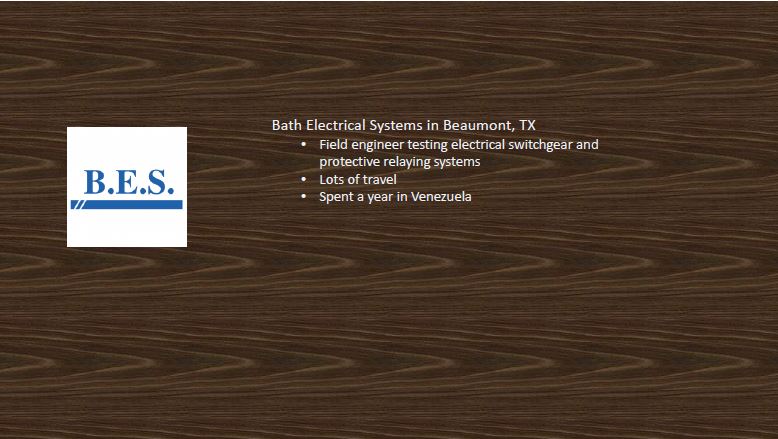 Bath Electrical Systems in Beaumont, TX
• Field engineer testing electrical switchgear and
protective relaying systems
• Lots of travel
• Spent a year in Venezuela
B.E.S.